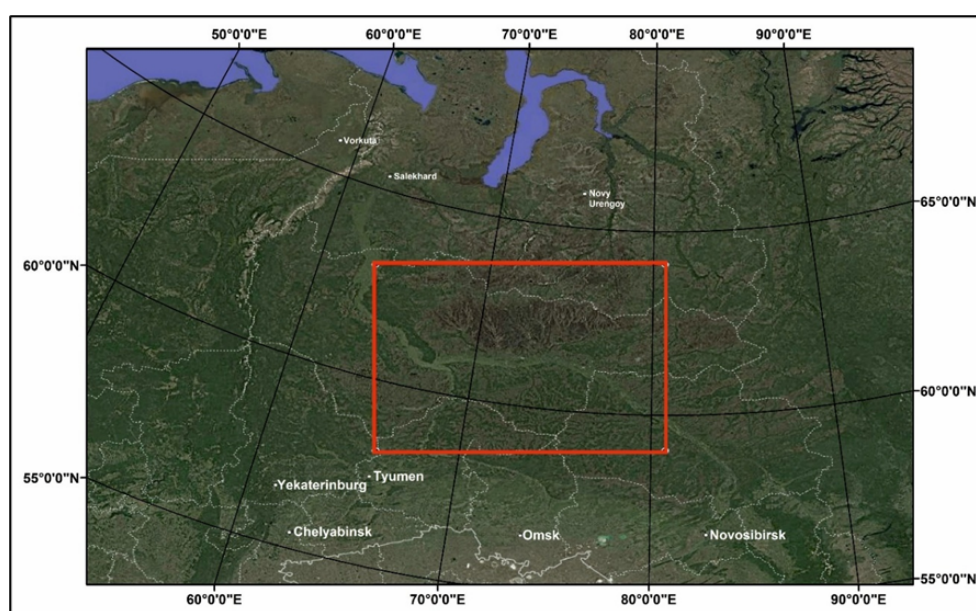 50°0'0"E 60°0'0"E 70°0'0"E 80°0'0"E 90°0'0"E
Vorkuta
Salekhard
Novy
Urengoy
65°0'0"N
60°0'0"N
60°0'0"N
55°0'0"N
Tyumen
Yekaterinburg
Chelyabinsk
Omsk
Novosibirsk
55°0'0"N
60°0'0"E 70°0'0"E 80°0'0"E 90°0'0"E